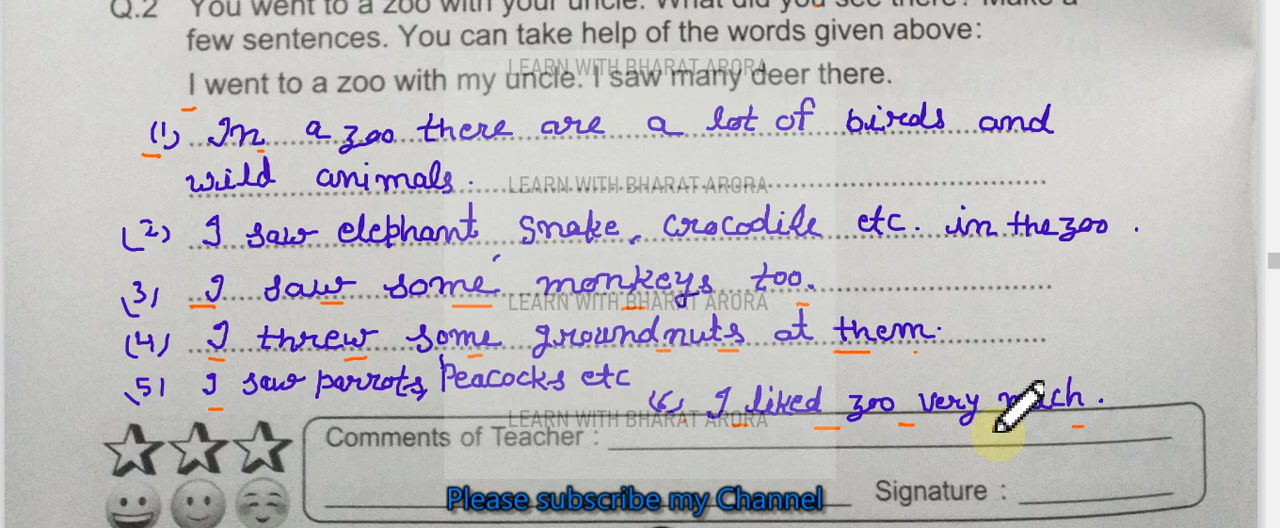 Q.2 You went to a zoo with your uncle. What did you see there? Make a
few sentences. You can take help of the words given above:
I went to a zoo with my uncle. I saw many deer there.
LEARN WITH BHARAT ARORA
(1) In a zoo there are a lot of birds and
wild animals.
LEARN WITH BHARAT ARORA
(2) I saw elephant, snake, crocodile etc. in the zoo.
(3) I saw some monkeys too.
LEARN WITH BHARAT ARORA
(4) I threw some groundnuts at them.
(5) I saw parrots, Peacocks etc
(6) I liked zoo very much.
LEARN WITH BHARAT ARORA
Comments of Teacher :
Signature :
Please subscribe my Channel